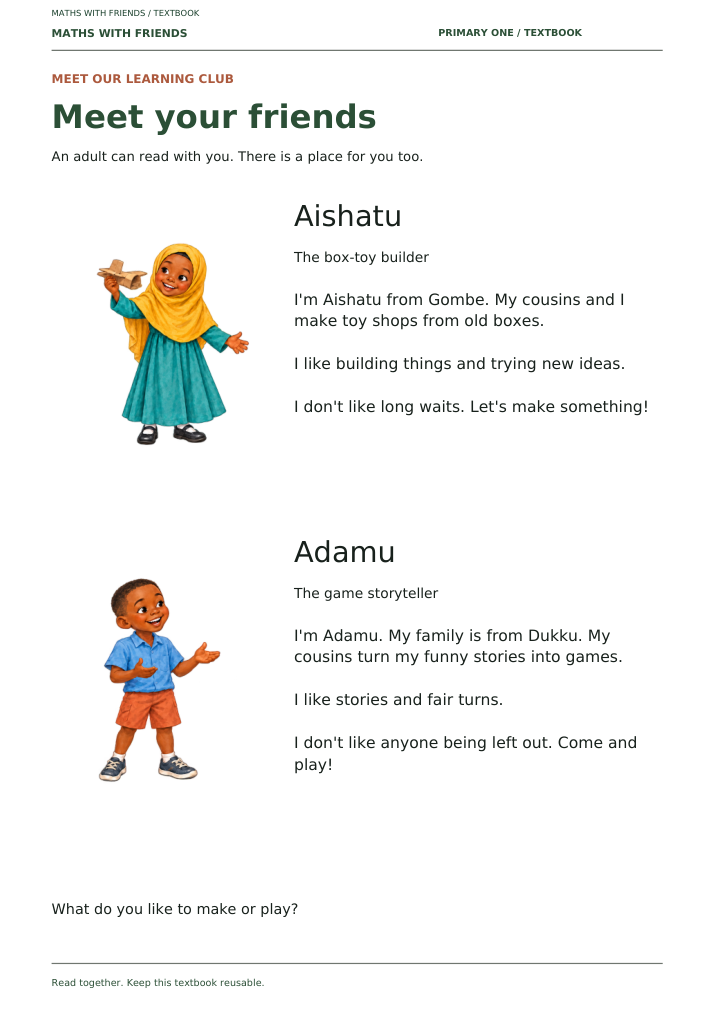 MATHS WITH FRIENDS / TEXTBOOK
MATHS WITH FRIENDS
PRIMARY ONE / TEXTBOOK
MEET OUR LEARNING CLUB
Meet your friends
An adult can read with you. There is a place for you too.
Aishatu
The box-toy builder
I'm Aishatu from Gombe. My cousins and I
make toy shops from old boxes.
I like building things and trying new ideas.
I don't like long waits. Let's make something!
Adamu
The game storyteller
I'm Adamu. My family is from Dukku. My
cousins turn my funny stories into games.
I like stories and fair turns.
I don't like anyone being left out. Come and
play!
What do you like to make or play?
Read together. Keep this textbook reusable.